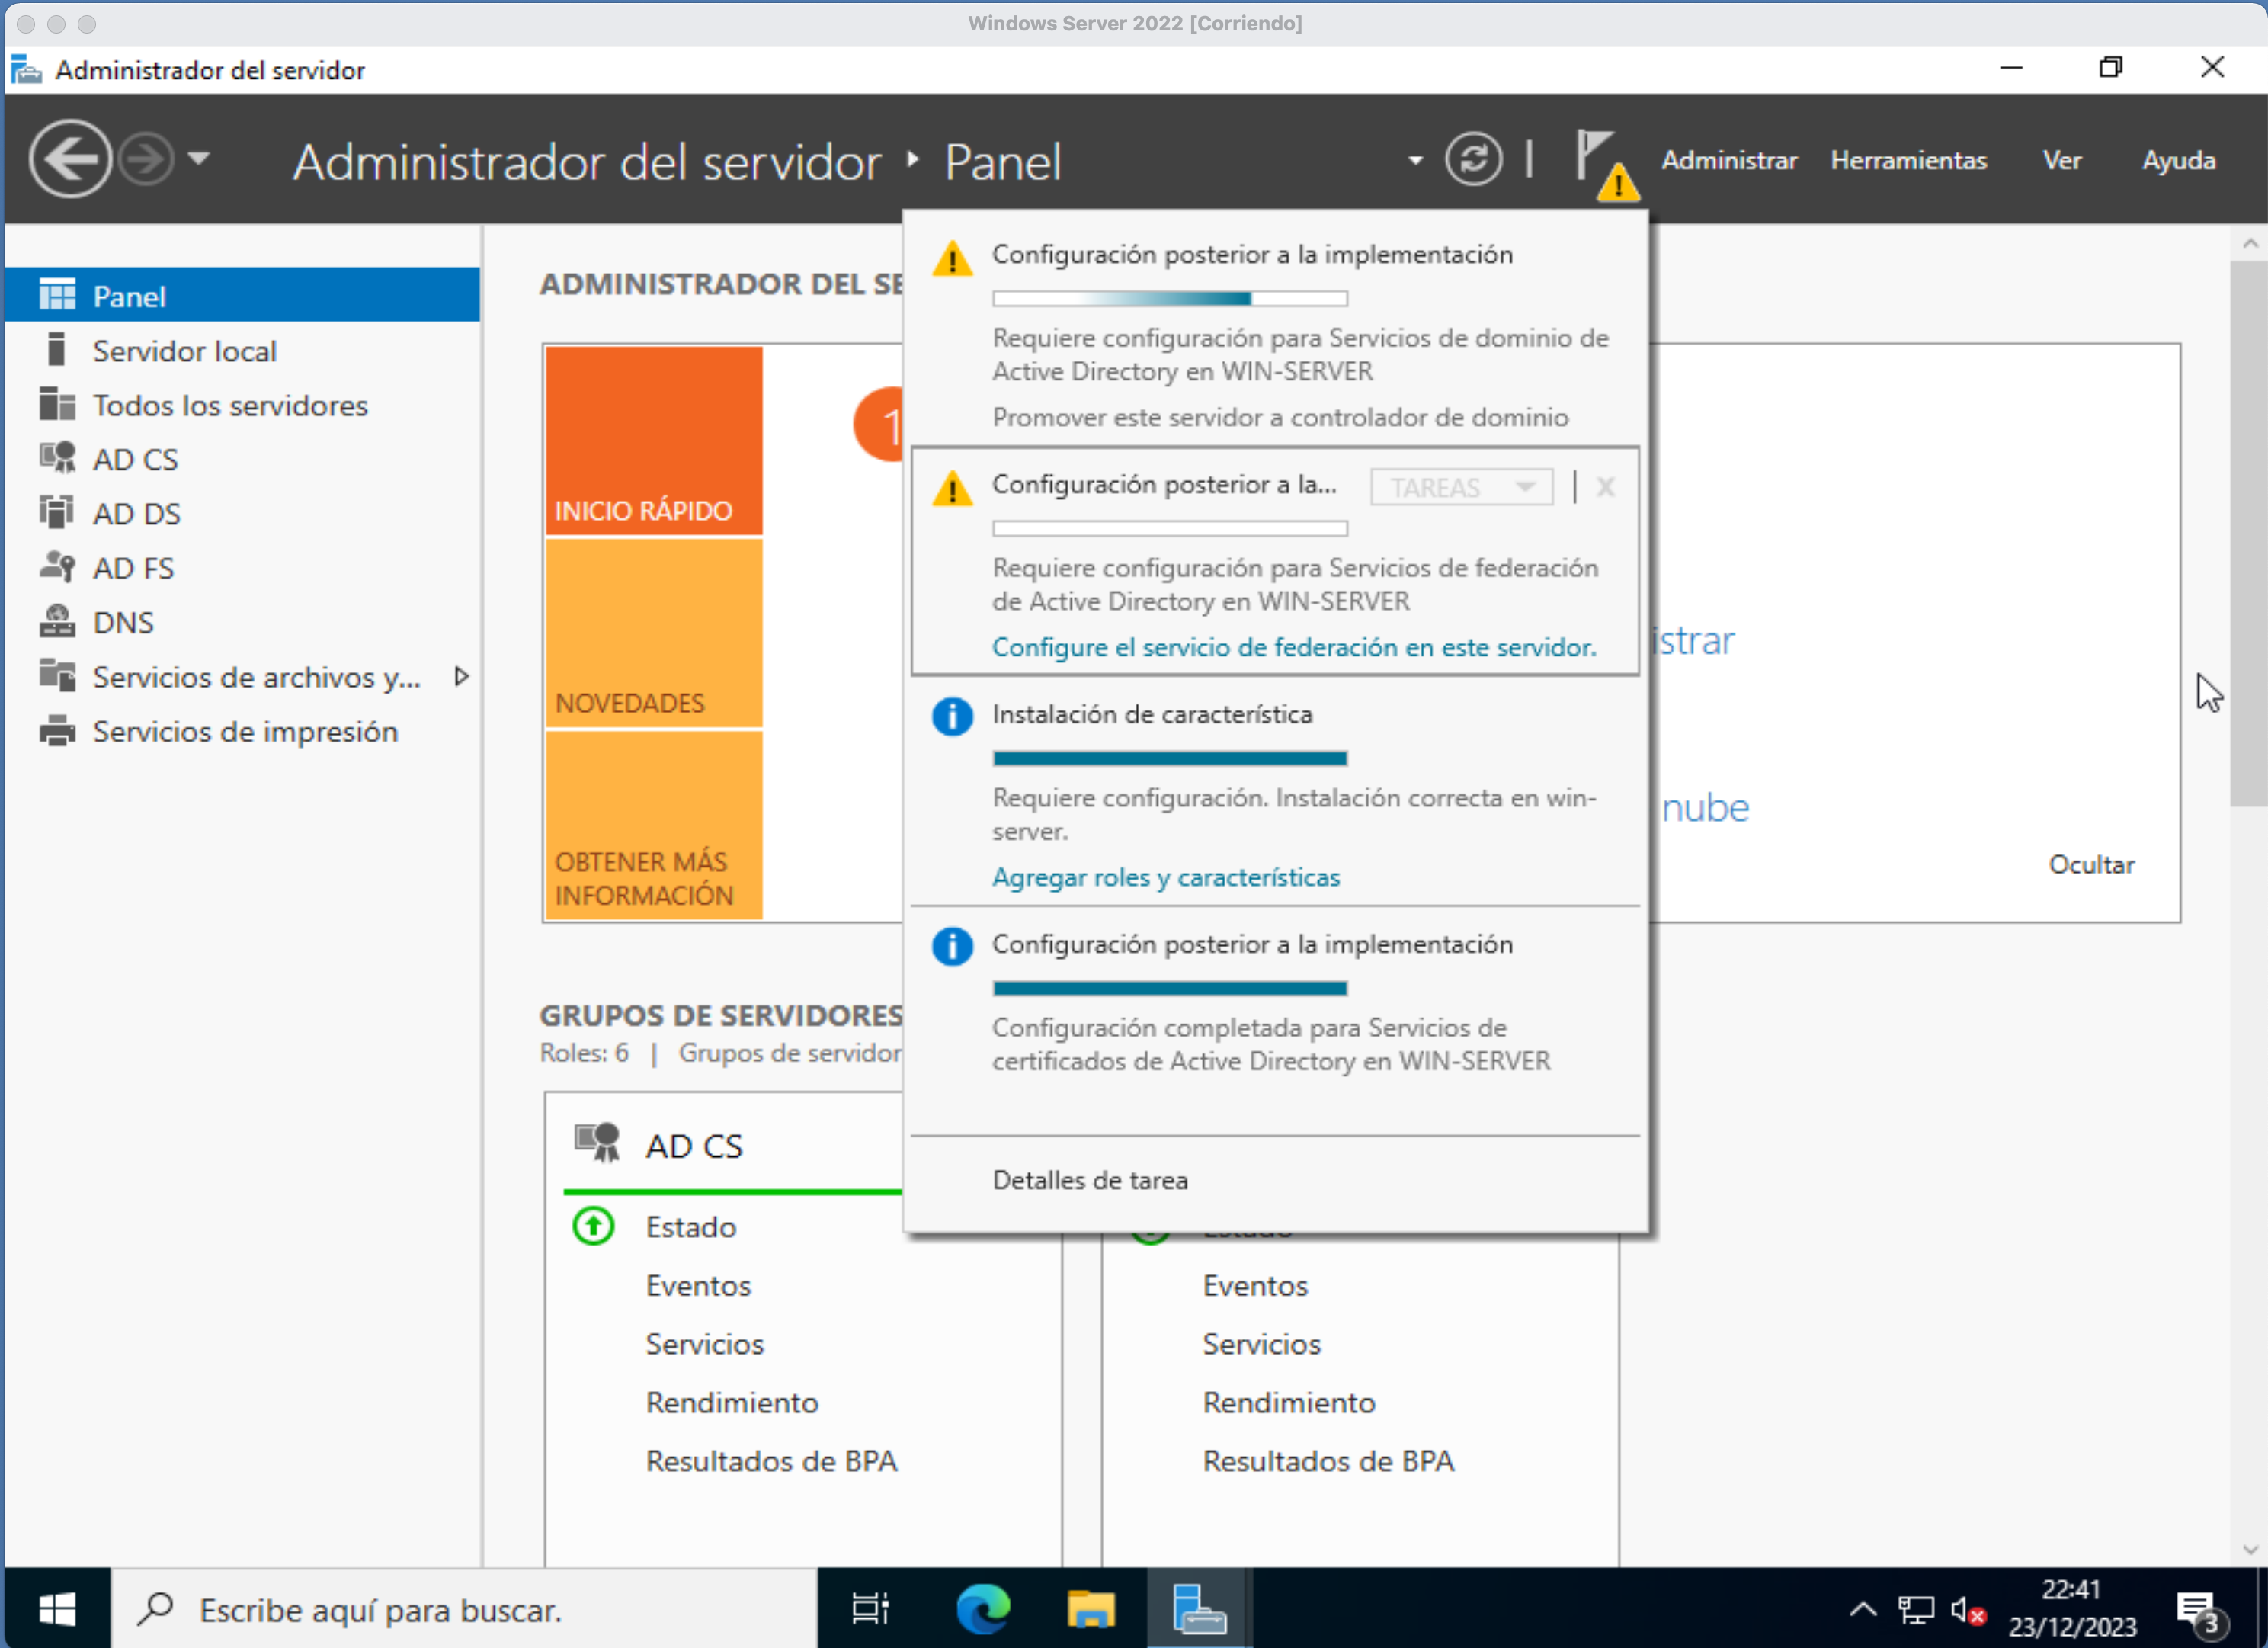 Windows Server 2022 [Corriendo]
Administrador del servidor
Administrador del servidor
Panel
Administrar
Herramientas
Ver
Ayuda
Panel
Servidor local
Todos los servidores
AD CS
AD DS
AD FS
DNS
Servicios de archivos y...
Servicios de impresión
ADMINISTRADOR DEL SE
INICIO RÁPIDO
NOVEDADES
OBTENER MÁS
INFORMACIÓN
1
Configuración posterior a la implementación
Requiere configuración para Servicios de dominio de
Active Directory en WIN-SERVER
Promover este servidor a controlador de dominio
Configuración posterior a la...
TAREAS
X
Requiere configuración para Servicios de federación
de Active Directory en WIN-SERVER
Configure el servicio de federación en este servidor.
Instalación de característica
Requiere configuración. Instalación correcta en win-
server.
Agregar roles y características
Configuración posterior a la implementación
Configuración completada para Servicios de
certificados de Active Directory en WIN-SERVER
Detalles de tarea
istrar
nube
Ocultar
GRUPOS DE SERVIDORES
Roles: 6 | Grupos de servidor
AD CS
Estado
Eventos
Servicios
Rendimiento
Resultados de BPA
Eventos
Servicios
Rendimiento
Resultados de BPA
Escribe aquí para buscar.
22:41
23/12/2023
3